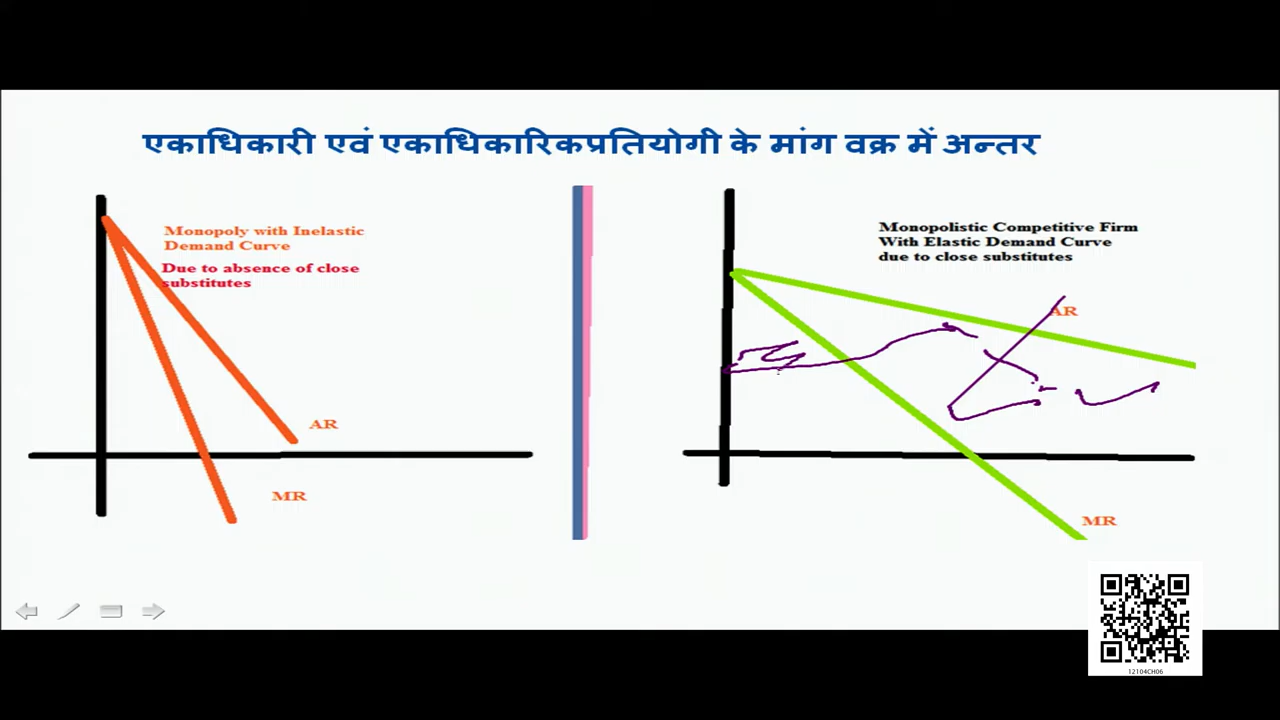 एकाधिकारी एवं एकाधिकारिकप्रतियोगी के मांग वक्र में अन्तर
Monopoly with Inelastic
Demand Curve
Due to absence of close
substitutes
AR
MR
Monopolistic Competitive Firm
With Elastic Demand Curve
due to close substitutes
AR
MR
12104CH06